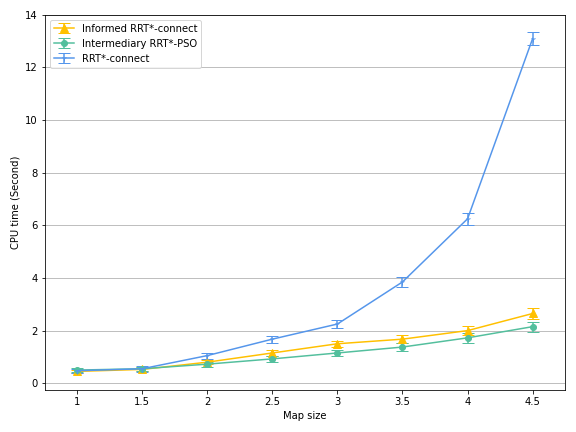 Informed RRT*-connect
Intermediary RRT*-PSO
RRT*-connect
CPU time (Second)
14
12
10
8
6
4
2
0
1 1.5 2 2.5 3 3.5 4 4.5
Map size